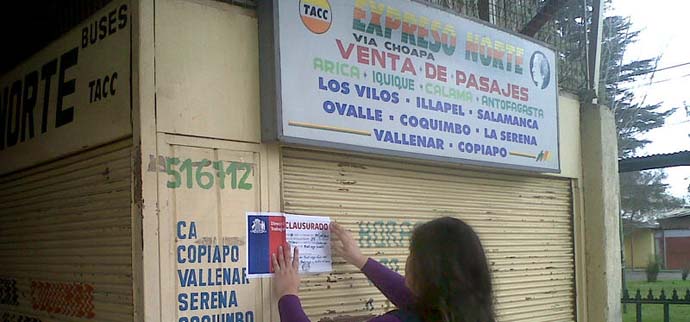 BUSES
NORTE
TACC
TACC
EXPRESO NORTE
VIA CHOAPA
VENTA DE PASAJES
ARICA • IQUIQUE • CALAMA • ANTOFAGASTA
LOS VILOS • ILLAPEL • SALAMANCA
OVALLE • COQUIMBO • LA SERENA
VALLENAR • COPIAPO
516712
CLAUSURADO
CA
COPIAPO
VALLENAR
SERENA
COQUIMBO